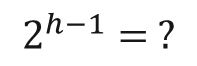 2^{h-1} = ?